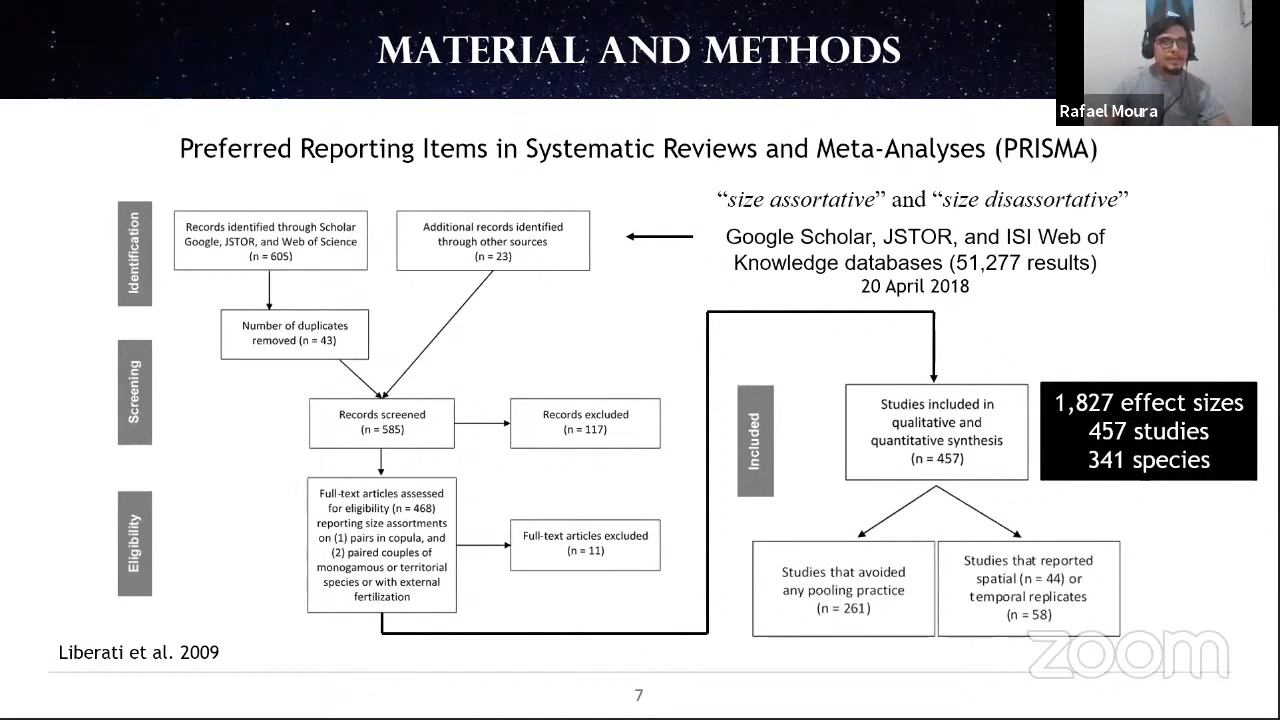 MATERIAL AND METHODS
Rafael Moura
Preferred Reporting Items in Systematic Reviews and Meta-Analyses (PRISMA)
"size assortative" and "size disassortative"
Google Scholar, JSTOR, and ISI Web of
Knowledge databases (51,277 results)
20 April 2018
Identification
Records identified through Scholar
Google, JSTOR, and Web of Science
(n = 605)
Additional records identified
through other sources
(n = 23)
Number of duplicates
removed (n = 43)
Screening
Records screened
(n = 585)
Records excluded
(n = 117)
Eligibility
Full-text articles assessed
for eligibility (n = 468)
reporting size assortments
on (1) pairs in copula, and
(2) paired couples of
monogamous or territorial
species or with external
fertilization
Full-text articles excluded
(n = 11)
Included
Studies included in
qualitative and
quantitative synthesis
(n = 457)
1,827 effect sizes
457 studies
341 species
Studies that avoided
any pooling practice
(n = 261)
Studies that reported
spatial (n = 44) or
temporal replicates
(n = 58)
Liberati et al. 2009
zoom
7